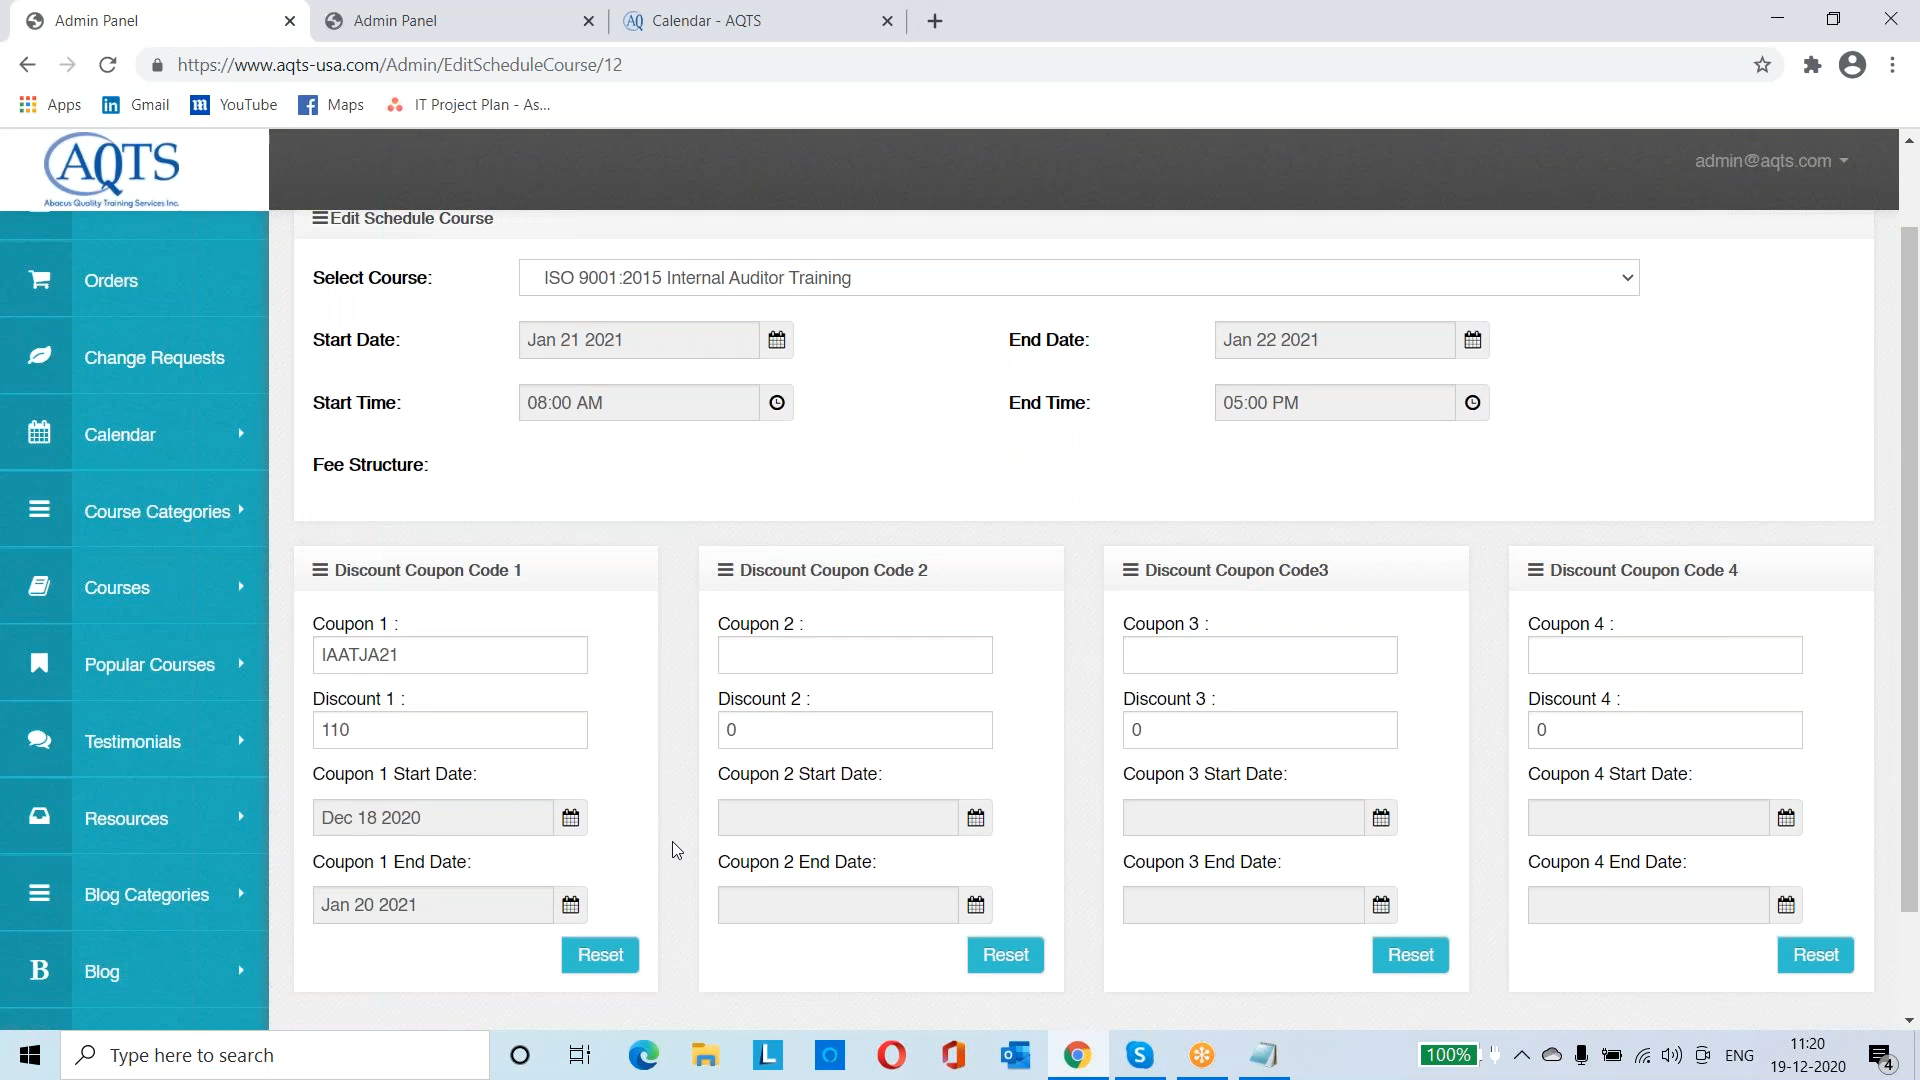 Admin Panel
Admin Panel
AQ Calendar - AQTS
https://www.aqts-usa.com/Admin/EditScheduleCourse/12
Apps
Gmail
YouTube
Maps
IT Project Plan - As...
AQTS
Abacus Quality Training Services Inc.
admin@aqts.com
Edit Schedule Course
Orders
Change Requests
Calendar
Course Categories
Courses
Popular Courses
Testimonials
Resources
Blog Categories
B Blog
Select Course: ISO 9001:2015 Internal Auditor Training
Start Date: Jan 21 2021 End Date: Jan 22 2021
Start Time: 08:00 AM End Time: 05:00 PM
Fee Structure:
Discount Coupon Code 1
Coupon 1 :
IAATJA21
Discount 1 :
110
Coupon 1 Start Date:
Dec 18 2020
Coupon 1 End Date:
Jan 20 2021
Reset
Discount Coupon Code 2
Coupon 2 :
Discount 2 :
0
Coupon 2 Start Date:
Coupon 2 End Date:
Reset
Discount Coupon Code3
Coupon 3 :
Discount 3 :
0
Coupon 3 Start Date:
Coupon 3 End Date:
Reset
Discount Coupon Code 4
Coupon 4 :
Discount 4 :
0
Coupon 4 Start Date:
Coupon 4 End Date:
Reset
Type here to search
100%
ENG
11:20
19-12-2020
4